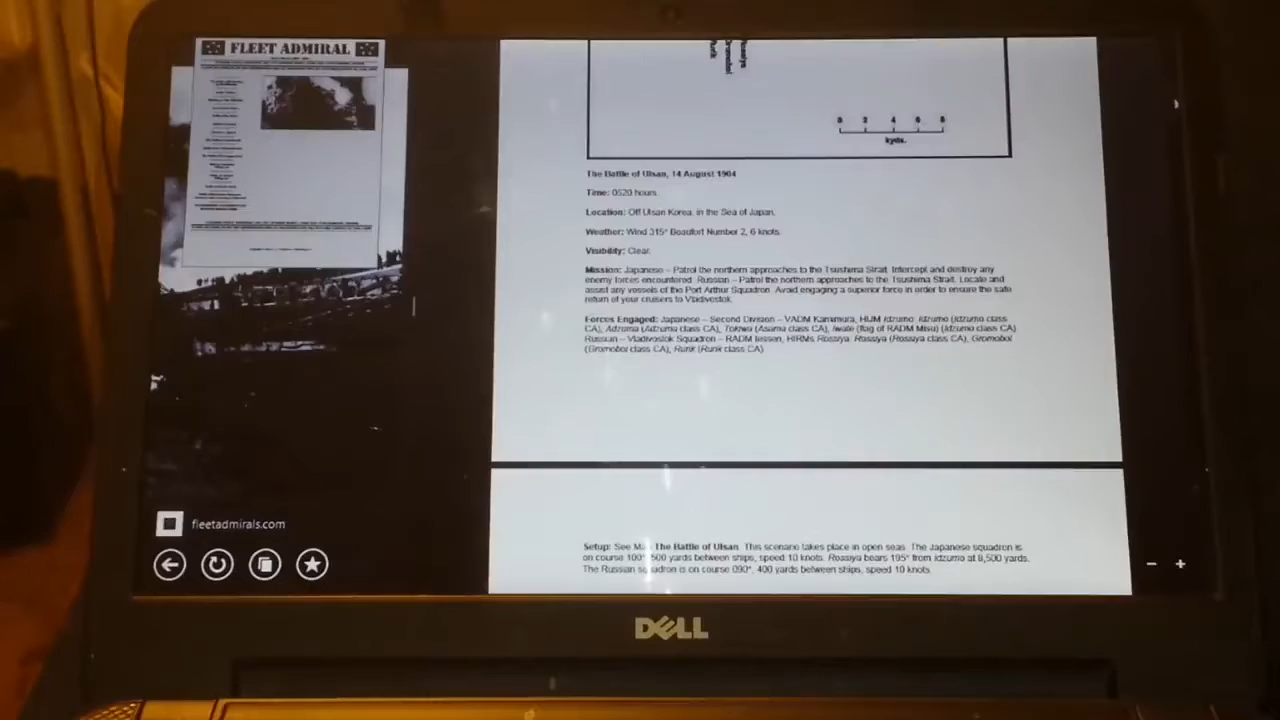 FLEET ADMIRAL
Rurik
Gromoboi
Rossiya
0 2 4 6 8
kyds.
The Battle of Ulsan, 14 August 1904
Time: 0520 hours
Location: Off Ulsan Korea, in the Sea of Japan.
Weather: Wind 315° Beaufort Number 2, 6 knots.
Visibility: Clear.
Mission: Japanese – Patrol the northern approaches to the Tsushima Strait. Intercept and destroy any
enemy forces encountered. Russian – Patrol the northern approaches to the Tsushima Strait. Locate and
assist any vessels of the Port Arthur Squadron. Avoid engaging a superior force in order to ensure the safe
return of your cruisers to Vladivostok.
Forces Engaged: Japanese – Second Division – VADM Kamimura, HIJM Idzumo: Idzumo (Idzumo class
CA), Adzuma (Adzuma class CA), Tokiwa (Asama class CA), Iwate (flag of RADM Misu) (Idzumo class CA)
Russian – Vladivostok Squadron – RADM Iessen, HIRMs Rossiya: Rossiya (Rossiya class CA), Gromoboi
(Gromoboi class CA), Rurik (Rurik class CA)
Setup: See The Battle of Ulsan. This scenario takes place in open seas. The Japanese squadron is
on course 100° 500 yards between ships, speed 10 knots. Rossiya bears 195° from Idzumo at 8,500 yards.
The Russian squadron is on course 090°, 400 yards between ships, speed 10 knots.
fleetadmirals.com
DELL